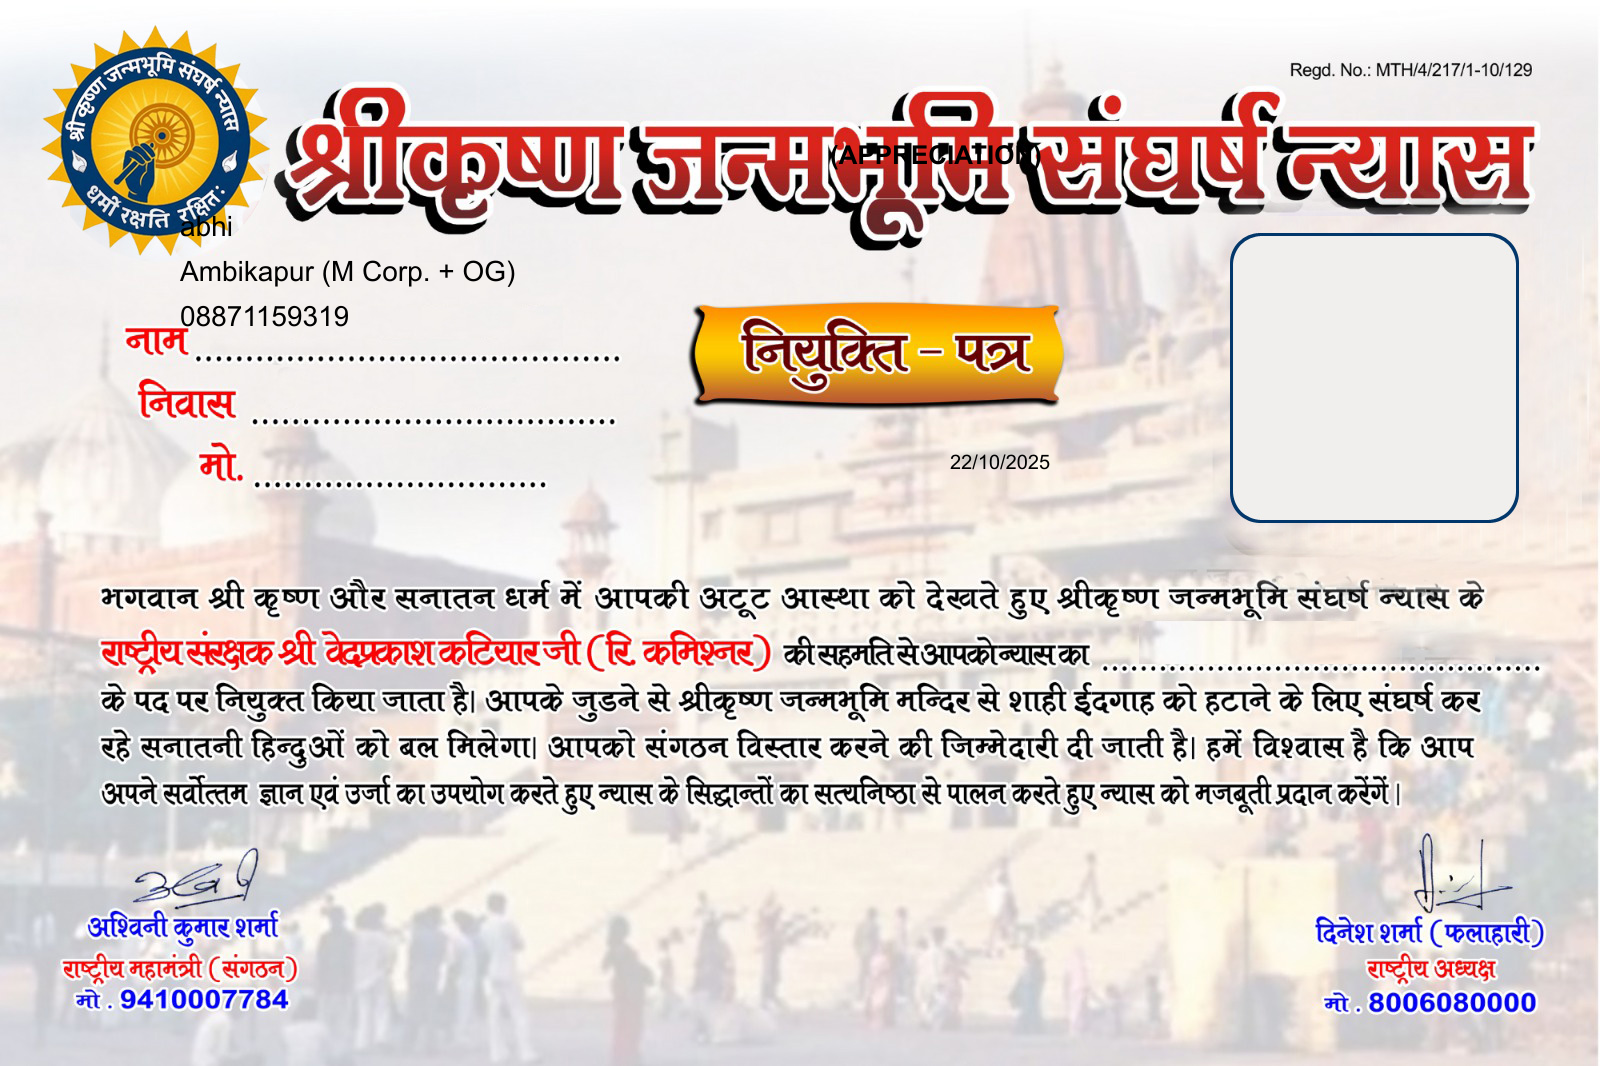 Regd. No.: MTH/4/217/1-10/129
श्री कृष्ण जन्मभूमि संघर्ष न्यास
धर्मो रक्षति रक्षितः
श्रीकृष्ण जन्मभूमि संघर्ष न्यास
(APPRECIATION)
abhi
Ambikapur (M Corp. + OG)
08871159319
नाम ............................................
नियुक्ति – पत्र
निवास .....................................
मो. .............................
22/10/2025
भगवान श्री कृष्ण और सनातन धर्म में आपकी अटूट आस्था को देखते हुए श्रीकृष्ण जन्मभूमि संघर्ष न्यास के
राष्ट्रीय संरक्षक श्री वेदप्रकाश कटियार जी (रि. कमिश्नर) की सहमति से आपको न्यास का .............................................
के पद पर नियुक्त किया जाता है। आपके जुडने से श्रीकृष्ण जन्मभूमि मन्दिर से शाही ईदगाह को हटाने के लिए संघर्ष कर
रहे सनातनी हिन्दुओं को बल मिलेगा। आपको संगठन विस्तार करने की जिम्मेदारी दी जाती है। हमें विश्वास है कि आप
अपने सर्वोत्तम ज्ञान एवं उर्जा का उपयोग करते हुए न्यास के सिद्धान्तों का सत्यनिष्ठा से पालन करते हुए न्यास को मजबूती प्रदान करेंगें।
अश्विनी कुमार शर्मा
राष्ट्रीय महामंत्री (संगठन)
मो . 9410007784
दिनेश शर्मा (फलाहारी)
राष्ट्रीय अध्यक्ष
मो . 8006080000